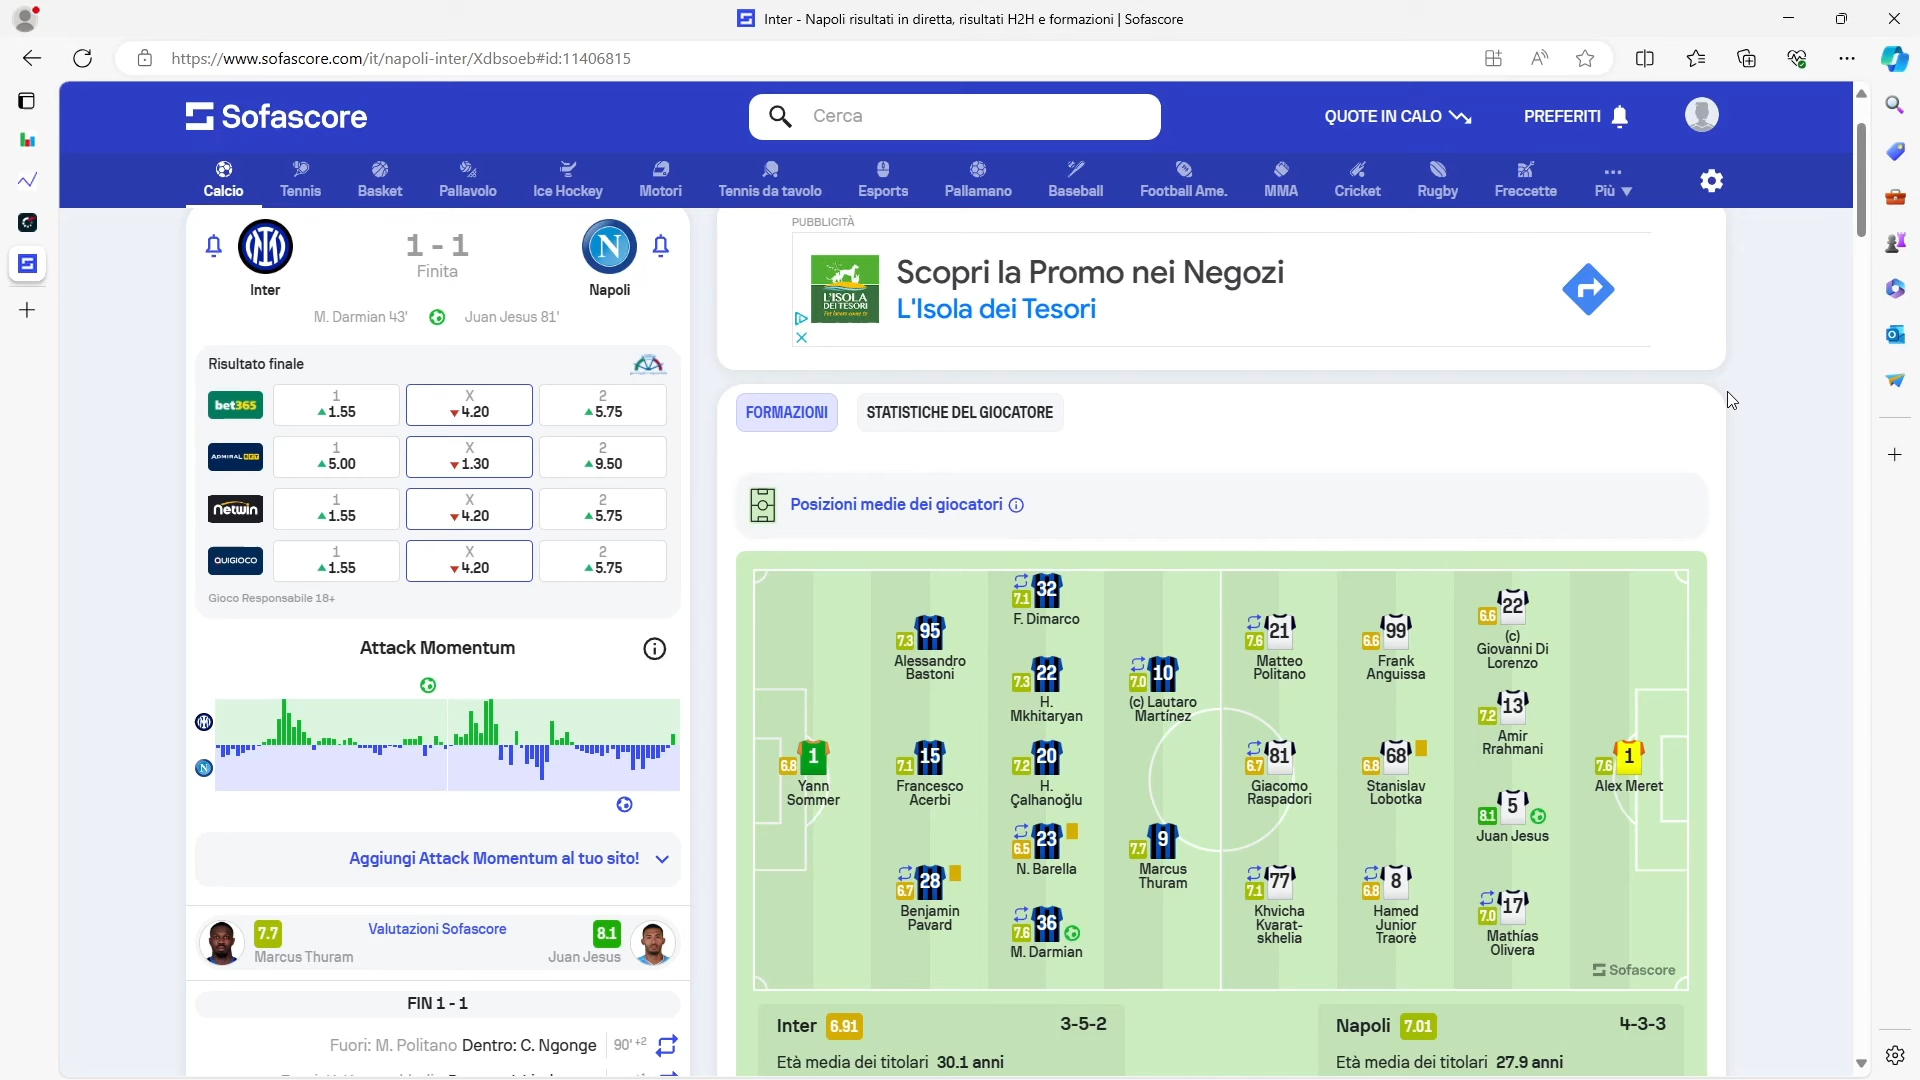 Inter - Napoli risultati in diretta, risultati H2H e formazioni | Sofascore
https://www.sofascore.com/it/napoli-inter/Xdbsoeb#id:11406815
Sofascore
Cerca
QUOTE IN CALO
PREFERITI
Calcio
Tennis
Basket
Pallavolo
Ice Hockey
Motori
Tennis da tavolo
Esports
Pallamano
Baseball
Football Ame.
MMA
Cricket
Rugby
Freccette
Più
Inter
1 - 1
Finita
Napoli
M. Darmian 43'
Juan Jesus 81'
Risultato finale
bet365
1
1.55
X
4.20
2
5.75
ADMIRALBET
1
5.00
X
1.30
2
9.50
netwin
1
1.55
X
4.20
2
5.75
QUIGIOCO
1
1.55
X
4.20
2
5.75
Gioco Responsabile 18+
Attack Momentum
Aggiungi Attack Momentum al tuo sito!
7.7
Marcus Thuram
Valutazioni Sofascore
8.1
Juan Jesus
FIN 1 - 1
Fuori: M. Politano Dentro: C. Ngonge
90' +2
PUBBLICITÀ
L'ISOLA
DEI TESORI
Scopri la Promo nei Negozi
L'Isola dei Tesori
FORMAZIONI
STATISTICHE DEL GIOCATORE
Posizioni medie dei giocatori
1
6.8
Yann
Sommer
95
7.3
Alessandro
Bastoni
15
7.1
Francesco
Acerbi
28
6.7
Benjamin
Pavard
32
7.1
F. Dimarco
22
7.3
H.
Mkhitaryan
20
7.2
H.
Çalhanoğlu
23
6.5
N. Barella
36
7.6
M. Darmian
10
7.0
(c) Lautaro
Martínez
9
7.7
Marcus
Thuram
21
7.6
Matteo
Politano
81
6.7
Giacomo
Raspadori
77
7.1
Khvicha
Kvarat-
skhelia
99
6.6
Frank
Anguissa
68
6.8
Stanislav
Lobotka
8
6.8
Hamed
Junior
Traorè
22
6.6
(c)
Giovanni Di
Lorenzo
13
7.2
Amir
Rrahmani
5
8.1
Juan Jesus
17
7.0
Mathías
Olivera
1
7.6
Alex Meret
Sofascore
Inter 6.91
3-5-2
Età media dei titolari 30.1 anni
Napoli 7.01
4-3-3
Età media dei titolari 27.9 anni